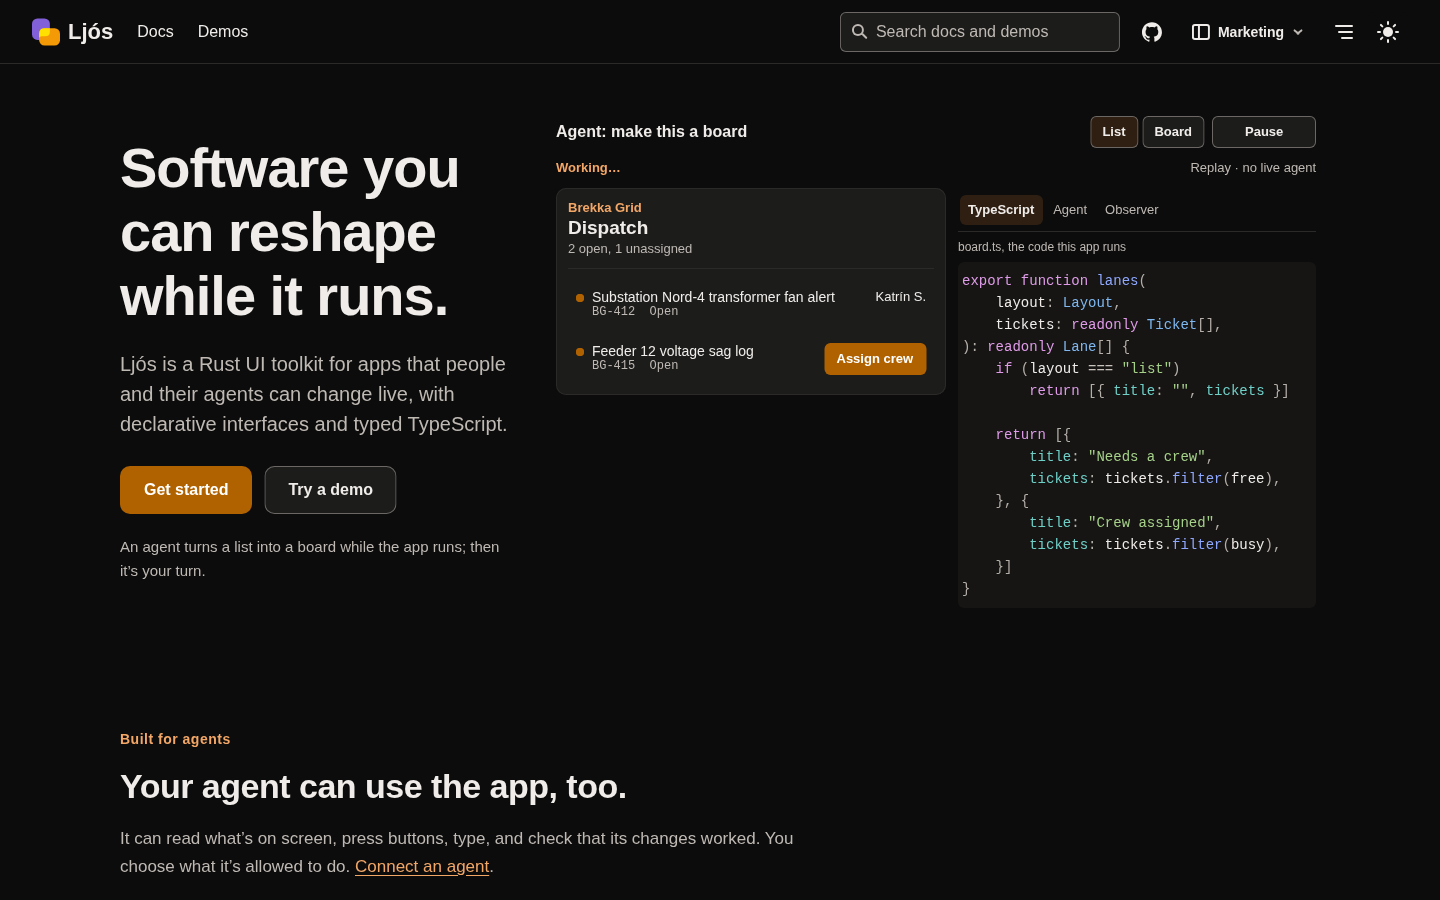 Ljós
Docs
Demos
Search docs and demos
Marketing
Software you
can reshape
while it runs.
Ljós is a Rust UI toolkit for apps that people
and their agents can change live, with
declarative interfaces and typed TypeScript.
Get started
Try a demo
An agent turns a list into a board while the app runs; then
it’s your turn.
Agent: make this a board
List
Board
Pause
Working…
Replay · no live agent
Brekka Grid
Dispatch
2 open, 1 unassigned
Substation Nord-4 transformer fan alert
Katrín S.
BG-412  Open
Feeder 12 voltage sag log
BG-415  Open
Assign crew
TypeScript
Agent
Observer
board.ts, the code this app runs
export function lanes(
    layout: Layout,
    tickets: readonly Ticket[],
): readonly Lane[] {
    if (layout === "list")
        return [{ title: "", tickets }]
    return [{
        title: "Needs a crew",
        tickets: tickets.filter(free),
    }, {
        title: "Crew assigned",
        tickets: tickets.filter(busy),
    }]
}
Built for agents
Your agent can use the app, too.
It can read what’s on screen, press buttons, type, and check that its changes worked. You
choose what it’s allowed to do. Connect an agent.